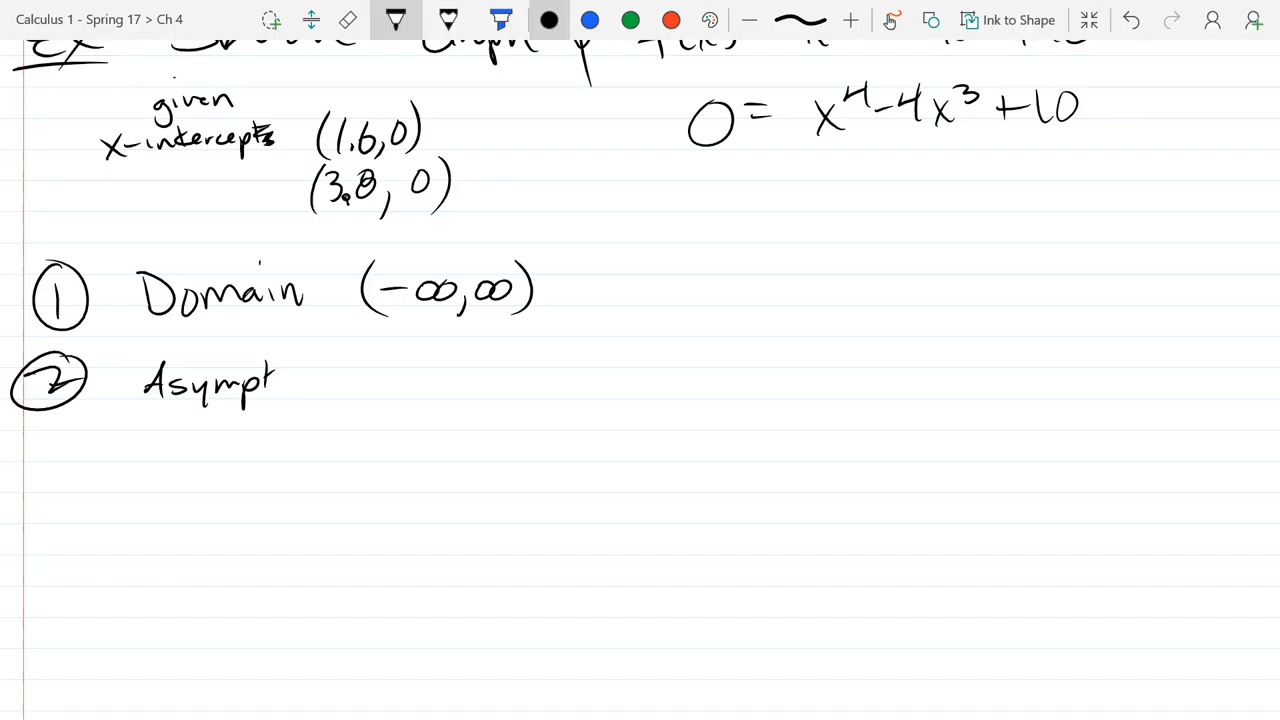 Calculus 1 - Spring 17 > Ch 4
Ink to Shape
Ex
given
x-intercepts (1.6,0)
(3.8, 0)
0 = x⁴-4x³+10
① Domain (-∞,∞)
② Asympt